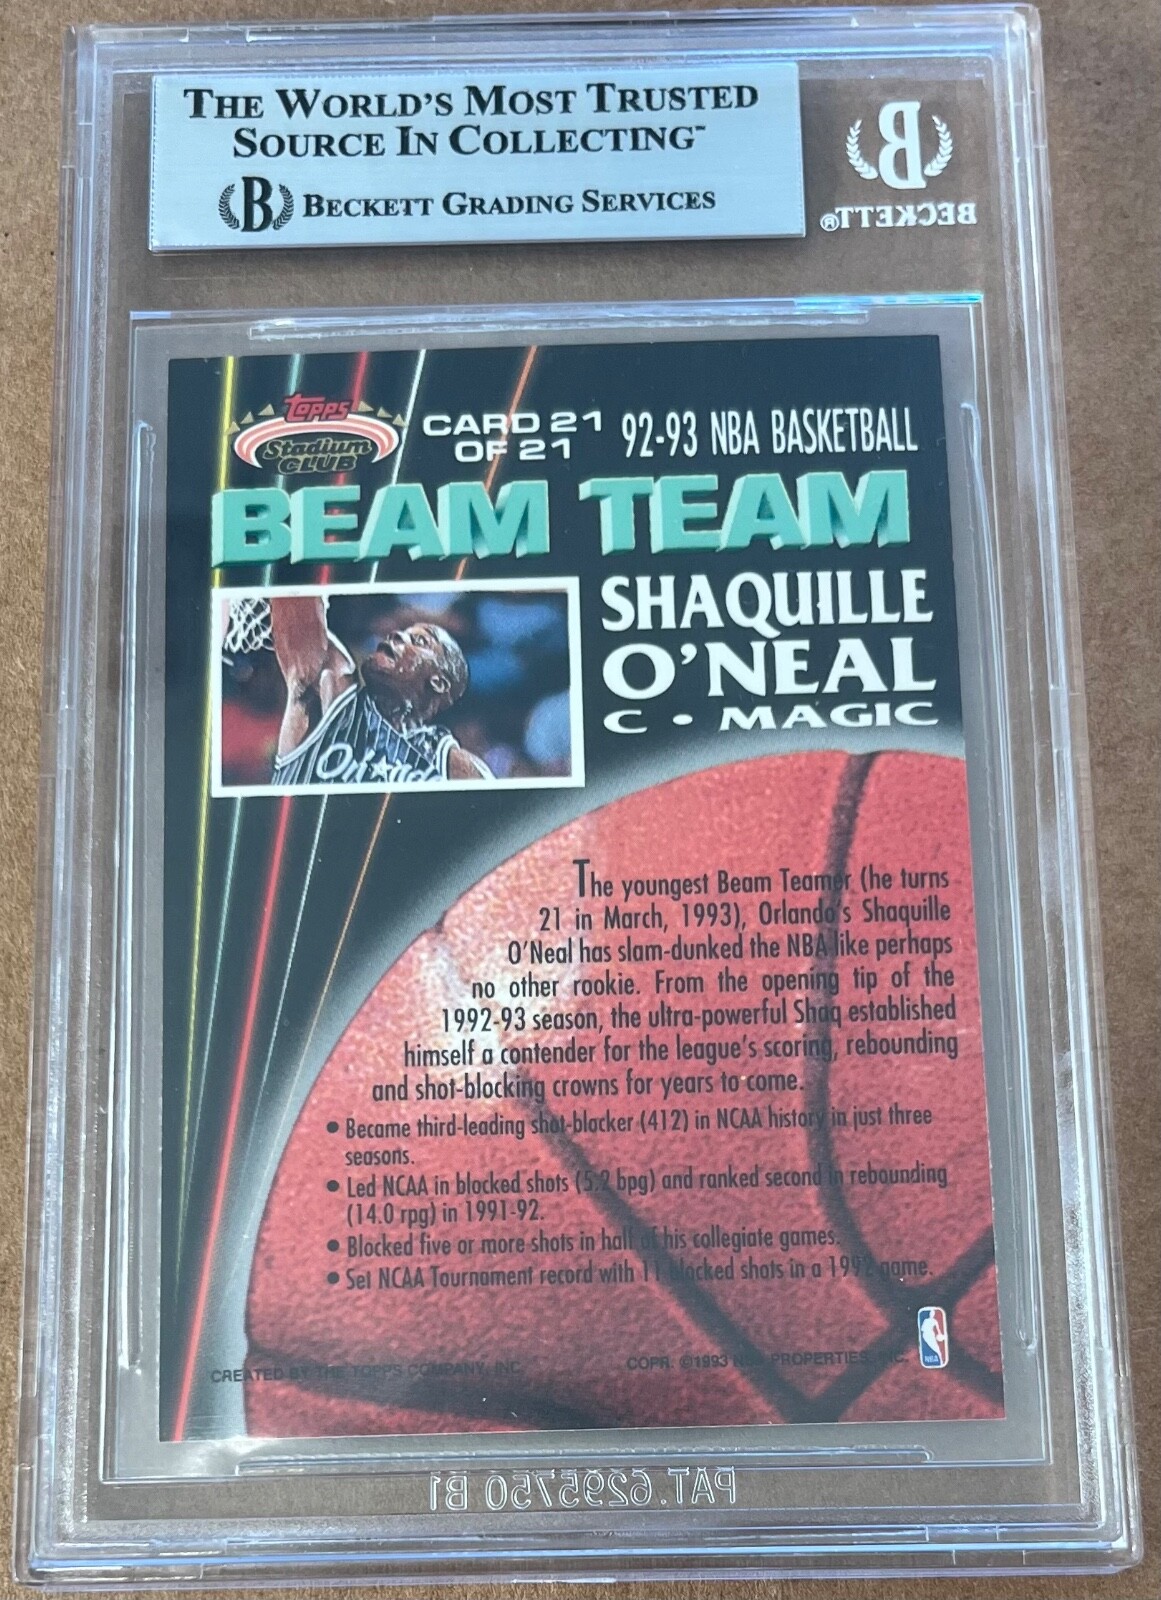 THE WORLD'S MOST TRUSTED
SOURCE IN COLLECTING™
B BECKETT GRADING SERVICES
B
BECKETT®
TOPPS
Stadium
CLUB
CARD 21
OF 21
92-93 NBA BASKETBALL
BEAM TEAM
SHAQUILLE
O'NEAL
C • MAGIC
Orlando
The youngest Beam Teamer (he turns
21 in March, 1993), Orlando's Shaquille
O'Neal has slam-dunked the NBA like perhaps
no other rookie. From the opening tip of the
1992-93 season, the ultra-powerful Shaq established
himself a contender for the league's scoring, rebounding
and shot-blocking crowns for years to come.
• Became third-leading shot-blocker (412) in NCAA history in just three
seasons.
• Led NCAA in blocked shots (5.2 bpg) and ranked second in rebounding
(14.0 rpg) in 1991-92.
• Blocked five or more shots in half of his collegiate games.
• Set NCAA Tournament record with 11 blocked shots in a 1992 game.
CREATED BY THE TOPPS COMPANY, INC.
COPR. ©1993 NBA PROPERTIES, INC.
NBA
PAT. 6295750 B1